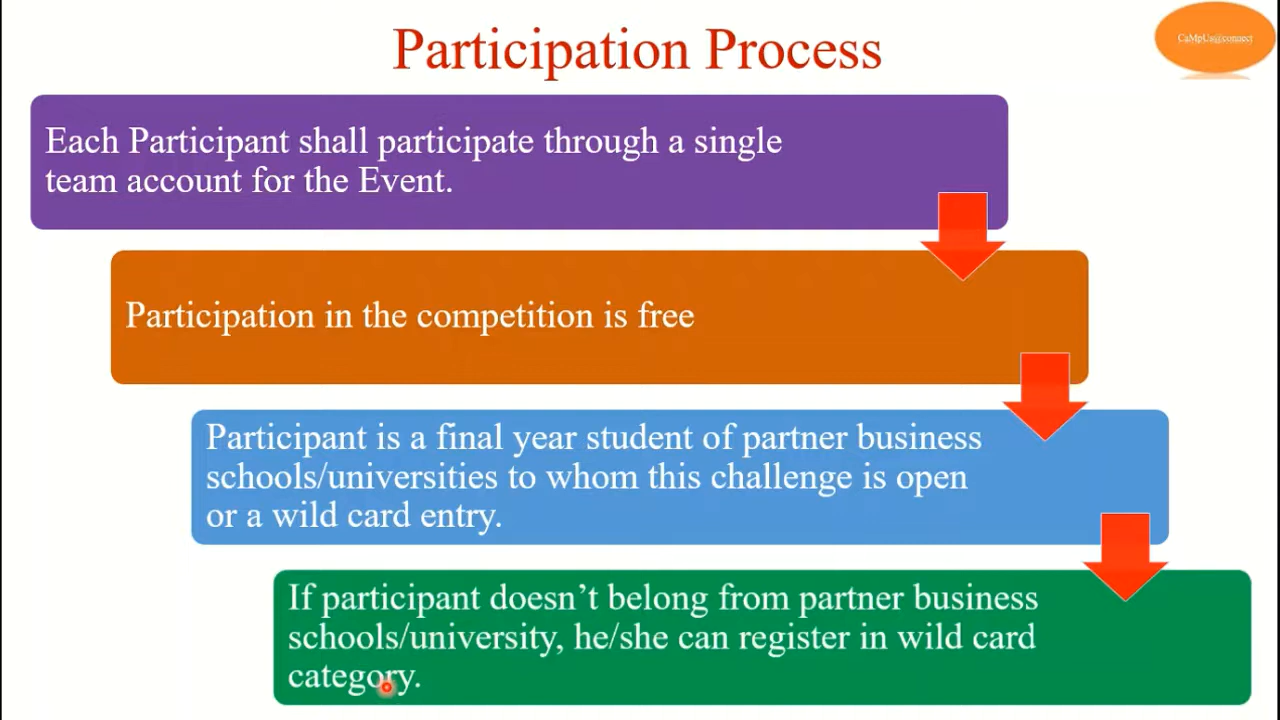 Participation Process
CaMpUs@connect
Each Participant shall participate through a single
team account for the Event.
Participation in the competition is free
Participant is a final year student of partner business
schools/universities to whom this challenge is open
or a wild card entry.
If participant doesn’t belong from partner business
schools/university, he/she can register in wild card
category.